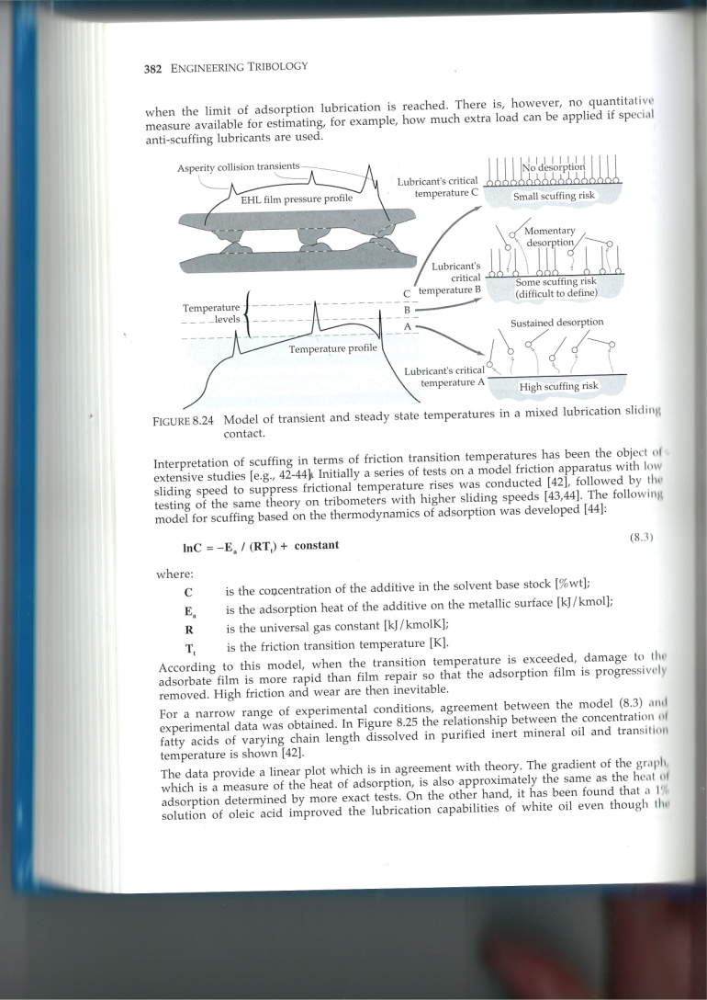 382 ENGINEERING TRIBOLOGY
when the limit of adsorption lubrication is reached. There is, however, no quantitative
measure available for estimating, for example, how much extra load can be applied if special
anti-scuffing lubricants are used.
Asperity collision transients
EHL film pressure profile
Lubricant's critical
temperature C
No desorption
Small scuffing risk
Momentary
desorption
Lubricant's
critical
temperature B
Some scuffing risk
(difficult to define)
Temperature
levels
C
B
A
Temperature profile
Sustained desorption
Lubricant's critical
temperature A
High scuffing risk
FIGURE 8.24 Model of transient and steady state temperatures in a mixed lubrication sliding
contact.
Interpretation of scuffing in terms of friction transition temperatures has been the object of
extensive studies [e.g., 42-44]. Initially a series of tests on a model friction apparatus with low
sliding speed to suppress frictional temperature rises was conducted [42], followed by the
testing of the same theory on tribometers with higher sliding speeds [43,44]. The following
model for scuffing based on the thermodynamics of adsorption was developed [44]:
lnC = −Eₐ / (RTₜ) + constant (8.3)
where:
C is the concentration of the additive in the solvent base stock [%wt];
Eₐ is the adsorption heat of the additive on the metallic surface [kJ/kmol];
R is the universal gas constant [kJ/kmolK];
Tₜ is the friction transition temperature [K].
According to this model, when the transition temperature is exceeded, damage to the
adsorbate film is more rapid than film repair so that the adsorption film is progressively
removed. High friction and wear are then inevitable.
For a narrow range of experimental conditions, agreement between the model (8.3) and
experimental data was obtained. In Figure 8.25 the relationship between the concentration of
fatty acids of varying chain length dissolved in purified inert mineral oil and transition
temperature is shown [42].
The data provide a linear plot which is in agreement with theory. The gradient of the graph,
which is a measure of the heat of adsorption, is also approximately the same as the heat of
adsorption determined by more exact tests. On the other hand, it has been found that a 1%
solution of oleic acid improved the lubrication capabilities of white oil even though the